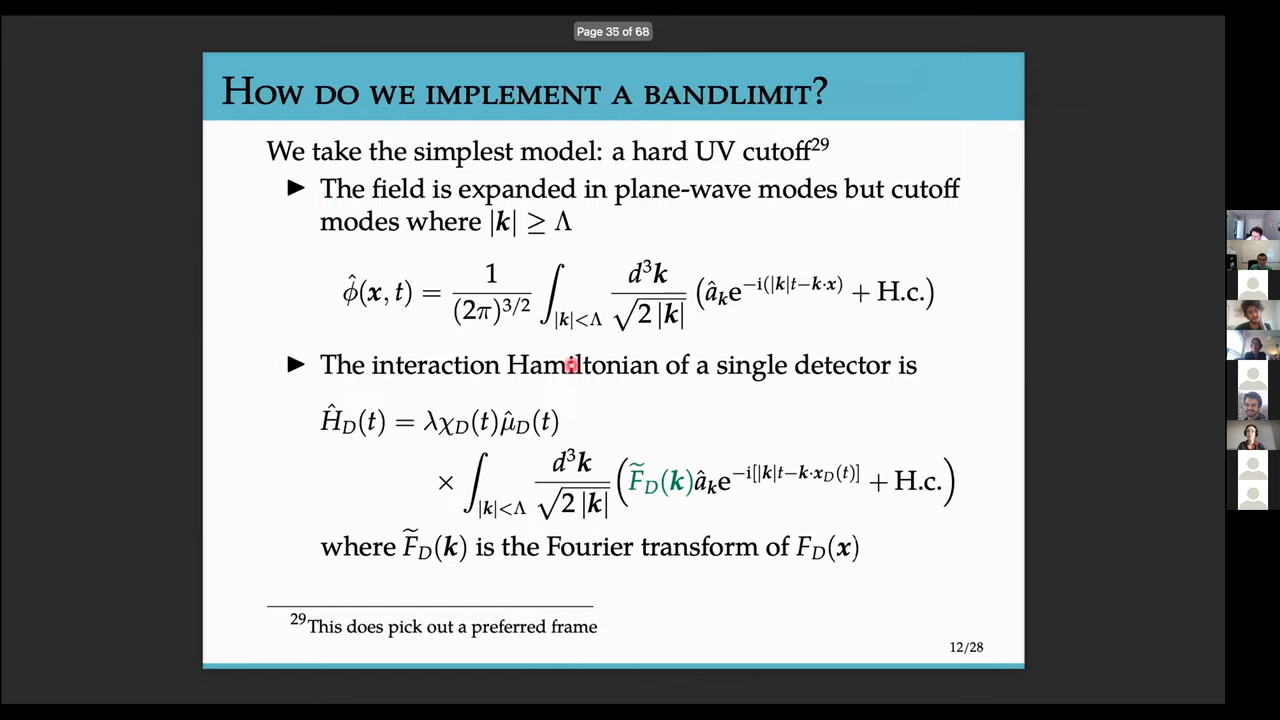 Page 35 of 68
HOW DO WE IMPLEMENT A BANDLIMIT?
We take the simplest model: a hard UV cutoff²⁹
► The field is expanded in plane-wave modes but cutoff
modes where |k| ≥ Λ
ϕ̂(x, t) = 1/(2π)^{3/2} ∫_{|k|<Λ} d³k/√(2|k|) (â_k e^{−i(|k|t−k·x)} + H.c.)
► The interaction Hamiltonian of a single detector is
Ĥ_D(t) = λχ_D(t)μ̂_D(t)
× ∫_{|k|<Λ} d³k/√(2|k|) (F̃_D(k)â_k e^{−i[|k|t−k·x_D(t)]} + H.c.)
where F̃_D(k) is the Fourier transform of F_D(x)
²⁹This does pick out a preferred frame
12/28